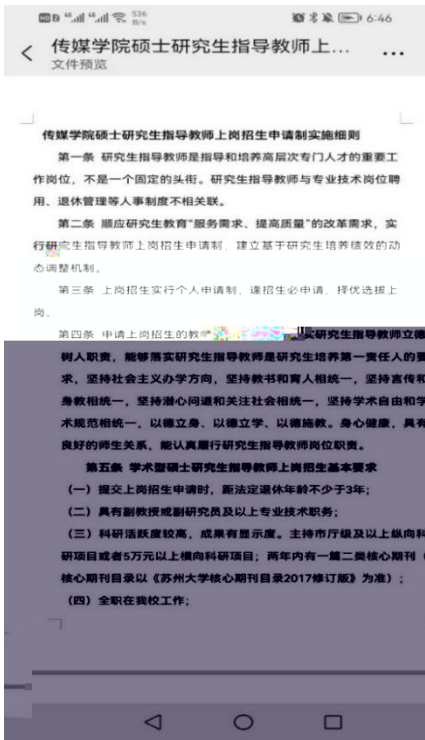 536
B/s
6:46
传媒学院硕士研究生指导教师上...
文件预览
传媒学院硕士研究生指导教师上岗招生申请制实施细则
第一条 研究生指导教师是指导和培养高层次专门人才的重要工
作岗位，不是一个固定的头衔。研究生指导教师与专业技术岗位聘
用、退休管理等人事制度不相关联。
第二条 顺应研究生教育“服务需求、提高质量”的改革需求，实
行研究生指导教师上岗招生申请制，建立基于研究生培养绩效的动
态调整机制。
第三条 上岗招生实行个人申请制，谁招生必申请，择优选拔上
岗。
第四条 申请上岗招生的教 实研究生指导教师立德
树人职责，能够落实研究生指导教师是研究生培养第一责任人的要
求，坚持社会主义办学方向，坚持教书和育人相统一，坚持言传和
身教相统一，坚持潜心问道和关注社会相统一，坚持学术自由和学
术规范相统一，以德立身、以德立学、以德施教。身心健康，具有
良好的师生关系，能认真履行研究生指导教师岗位职责。
第五条 学术型硕士研究生指导教师上岗招生基本要求
（一）提交上岗招生申请时，距法定退休年龄不少于3年；
（二）具有副教授或副研究员及以上专业技术职务；
（三）科研活跃度较高，成果有显示度。主持市厅级及以上纵向科
研项目或者5万元以上横向科研项目；两年内有一篇二类核心期刊（
核心期刊目录以《苏州大学核心期刊目录2017修订版》为准）；
（四）全职在我校工作；